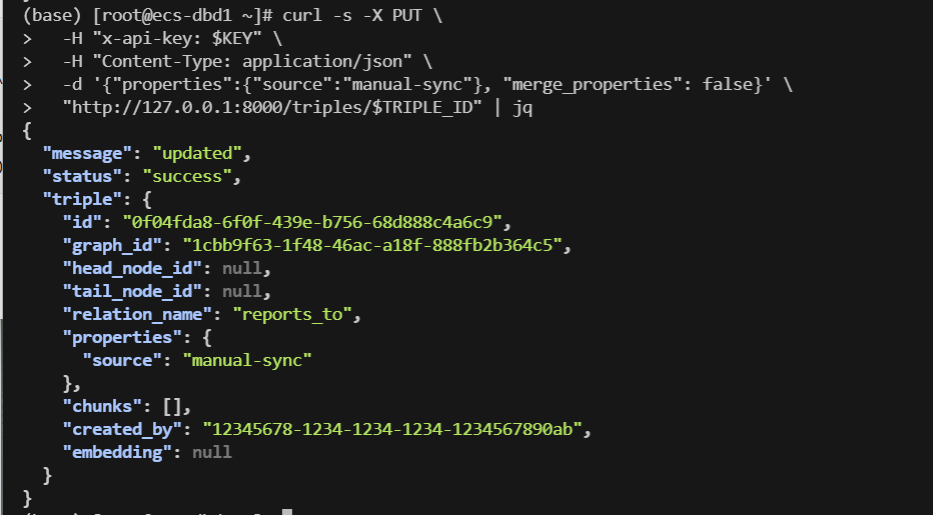 (base) [root@ecs-dbd1 ~]# curl -s -X PUT \
>   -H "x-api-key: $KEY" \
>   -H "Content-Type: application/json" \
>   -d '{"properties":{"source":"manual-sync"}, "merge_properties": false}' \
>   "http://127.0.0.1:8000/triples/$TRIPLE_ID" | jq
{
  "message": "updated",
  "status": "success",
  "triple": {
    "id": "0f04fda8-6f0f-439e-b756-68d888c4a6c9",
    "graph_id": "1cbb9f63-1f48-46ac-a18f-888fb2b364c5",
    "head_node_id": null,
    "tail_node_id": null,
    "relation_name": "reports_to",
    "properties": {
      "source": "manual-sync"
    },
    "chunks": [],
    "created_by": "12345678-1234-1234-1234-1234567890ab",
    "embedding": null
  }
}